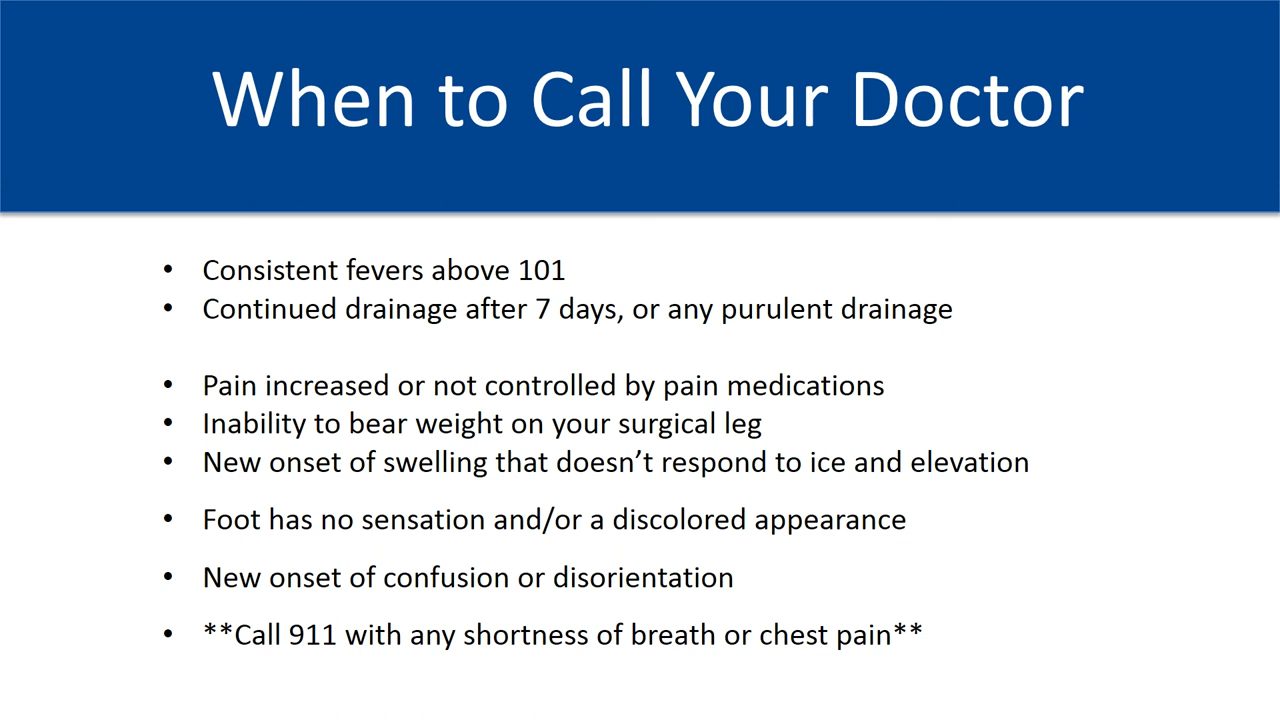 When to Call Your Doctor
• Consistent fevers above 101
• Continued drainage after 7 days, or any purulent drainage
• Pain increased or not controlled by pain medications
• Inability to bear weight on your surgical leg
• New onset of swelling that doesn’t respond to ice and elevation
• Foot has no sensation and/or a discolored appearance
• New onset of confusion or disorientation
• **Call 911 with any shortness of breath or chest pain**